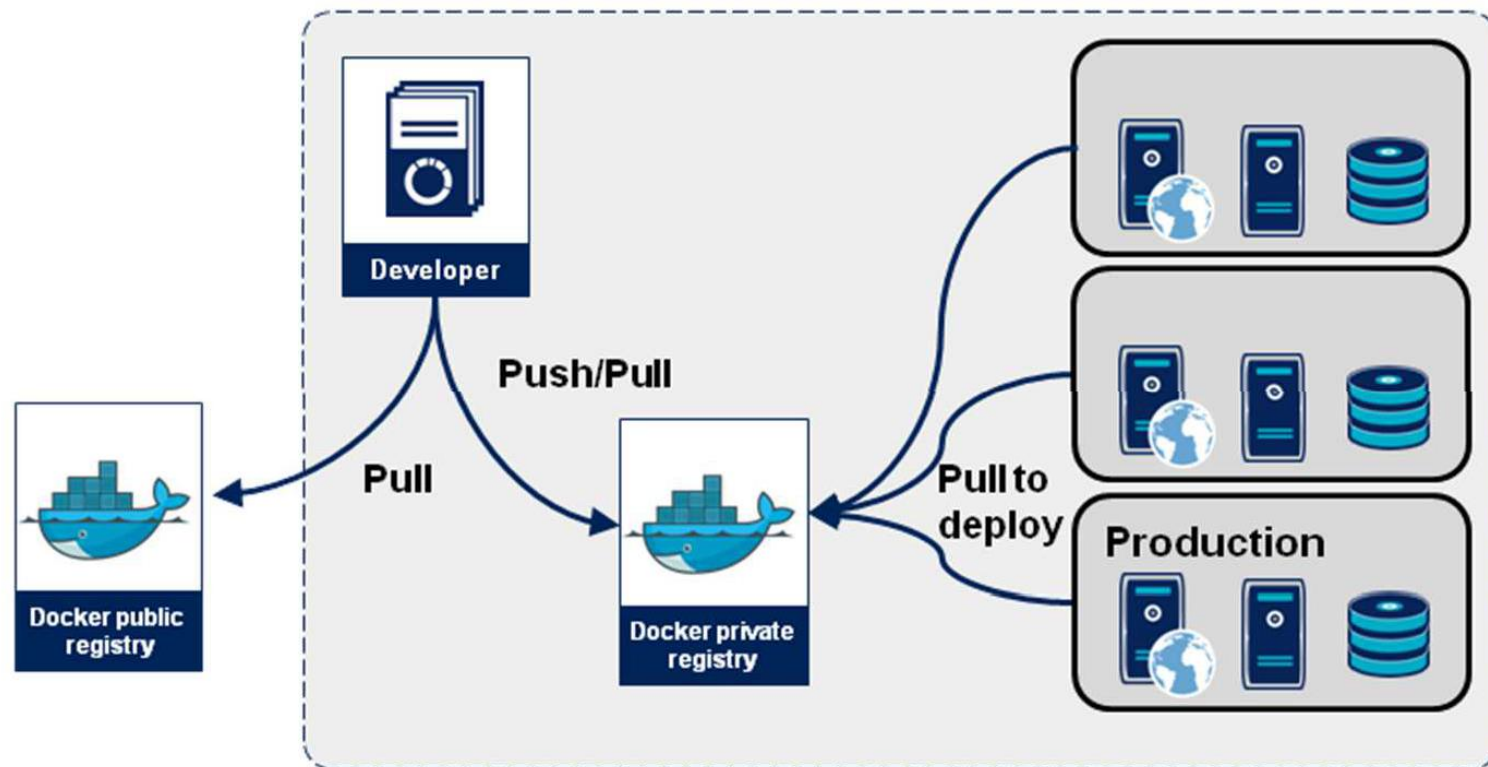 Developer
Push/Pull
Pull
Pull to
deploy
Production
Docker public
registry
Docker private
registry